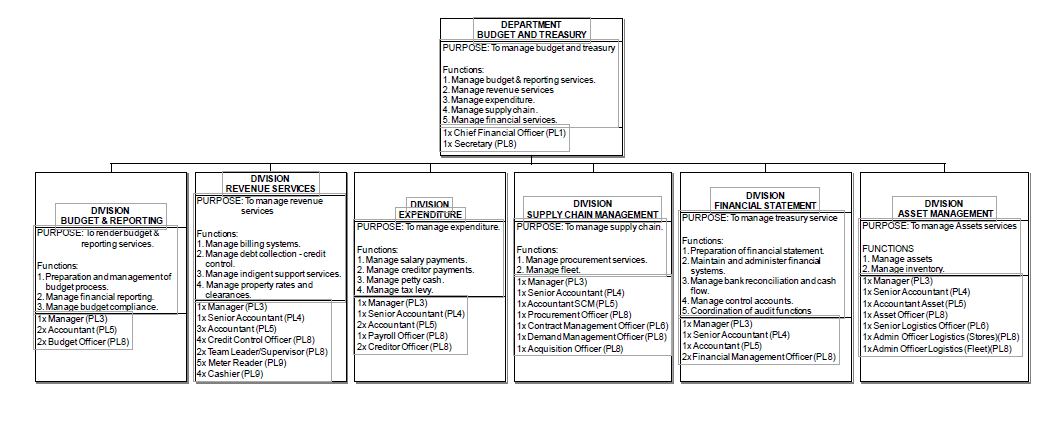 DEPARTMENT
BUDGET AND TREASURY
PURPOSE: To manage budget and treasury
Functions:
1. Manage budget & reporting services.
2. Manage revenue services
3. Manage expenditure.
4. Manage supply chain.
5. Manage financial services.
1x Chief Financial Officer (PL1)
1x Secretary (PL8)
DIVISION
BUDGET & REPORTING
PURPOSE: To render budget &
reporting services.
Functions:
1. Preparation and management of
budget process.
2. Manage financial reporting.
3. Manage budget compliance.
1x Manager (PL3)
2x Accountant (PL5)
2x Budget Officer (PL8)
DIVISION
REVENUE SERVICES
PURPOSE: To manage revenue
services
Functions:
1. Manage billing systems.
2. Manage debt collection - credit
control.
3. Manage indigent support services.
4. Manage property rates and
clearances.
1x Manager (PL3)
1x Senior Accountant (PL4)
3x Accountant (PL5)
4x Credit Control Officer (PL8)
2x Team Leader/Supervisor (PL8)
5x Meter Reader (PL9)
4x Cashier (PL9)
DIVISION
EXPENDITURE
PURPOSE: To manage expenditure.
Functions:
1. Manage salary payments.
2. Manage creditor payments.
3. Manage petty cash.
4. Manage tax levy.
1x Manager (PL3)
1x Senior Accountant (PL4)
2x Accountant (PL5)
1x Payroll Officer (PL8)
2x Creditor Officer (PL8)
DIVISION
SUPPLY CHAIN MANAGEMENT
PURPOSE: To manage supply chain.
Functions:
1. Manage procurement services.
2. Manage fleet.
1x Manager (PL3)
1x Senior Accountant (PL4)
1x Accountant SCM (PL5)
1x Procurement Officer (PL8)
1x Contract Management Officer (PL6)
1x Demand Management Officer (PL8)
1x Acquisition Officer (PL8)
DIVISION
FINANCIAL STATEMENT
PURPOSE: To manage treasury service
Functions:
1. Preparation of financial statement.
2. Maintain and administer financial
systems.
3. Manage bank reconciliation and cash
flow.
4. Manage control accounts.
5. Coordination of audit functions
1x Manager (PL3)
1x Senior Accountant (PL4)
1x Accountant (PL5)
2x Financial Management Officer (PL8)
DIVISION
ASSET MANAGEMENT
PURPOSE: To manage Assets services
FUNCTIONS
1. Manage assets
2. Manage inventory.
1x Manager (PL3)
1x Senior Accountant (PL4)
1x Accountant Asset (PL5)
1x Asset Officer (PL8)
1x Senior Logistics Officer (PL6)
1x Admin Officer Logistics (Stores)(PL8)
1x Admin Officer Logistics (Fleet)(PL8)